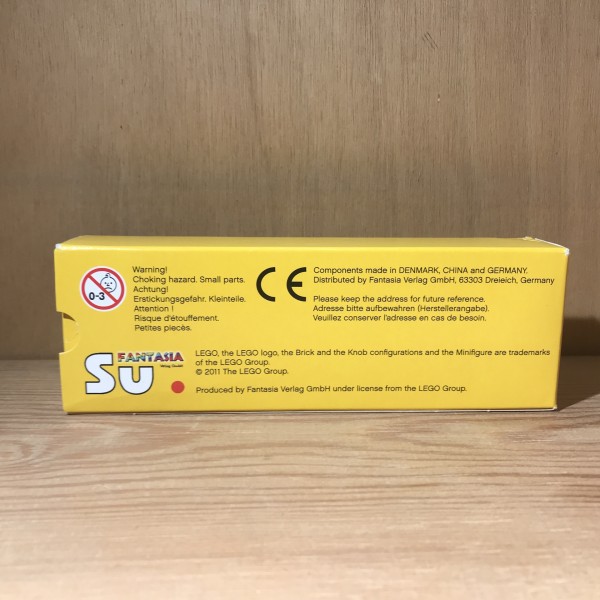 0-3
Warning!
Choking hazard. Small parts.
Achtung!
Erstickungsgefahr. Kleinteile.
Attention !
Risque d'étouffement.
Petites piecès.
CE
Components made in DENMARK, CHINA and GERMANY.
Distributed by Fantasia Verlag GmbH, 63303 Dreieich, Germany
Please keep the address for future reference.
Adresse bitte aufbewahren (Herstellerangabe).
Veuillez conserver l'adresse en cas de besoin.
FANTASIA
Verlag GmbH
Su
LEGO, the LEGO logo, the Brick and the Knob configurations and the Minifigure are trademarks
of the LEGO Group.
© 2011 The LEGO Group.
Produced by Fantasia Verlag GmbH under license from the LEGO Group.